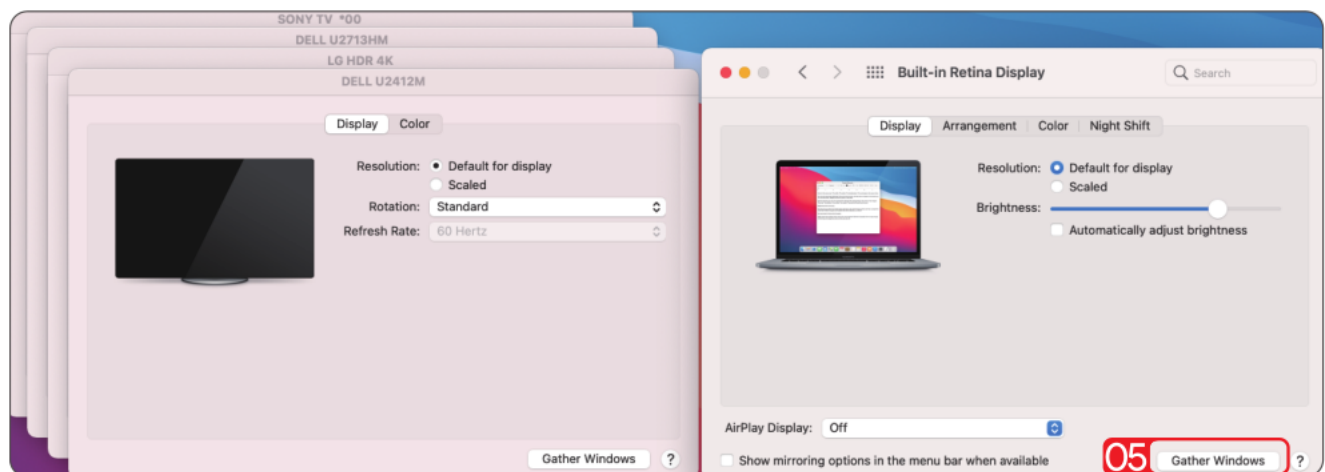 SONY TV *00
DELL U2713HM
LG HDR 4K
DELL U2412M
Display Color
Resolution: Default for display
Scaled
Rotation: Standard
Refresh Rate: 60 Hertz
Gather Windows ?
Built-in Retina Display
Search
Display Arrangement Color Night Shift
Resolution: Default for display
Scaled
Brightness:
Automatically adjust brightness
AirPlay Display: Off
Show mirroring options in the menu bar when available
05 Gather Windows ?